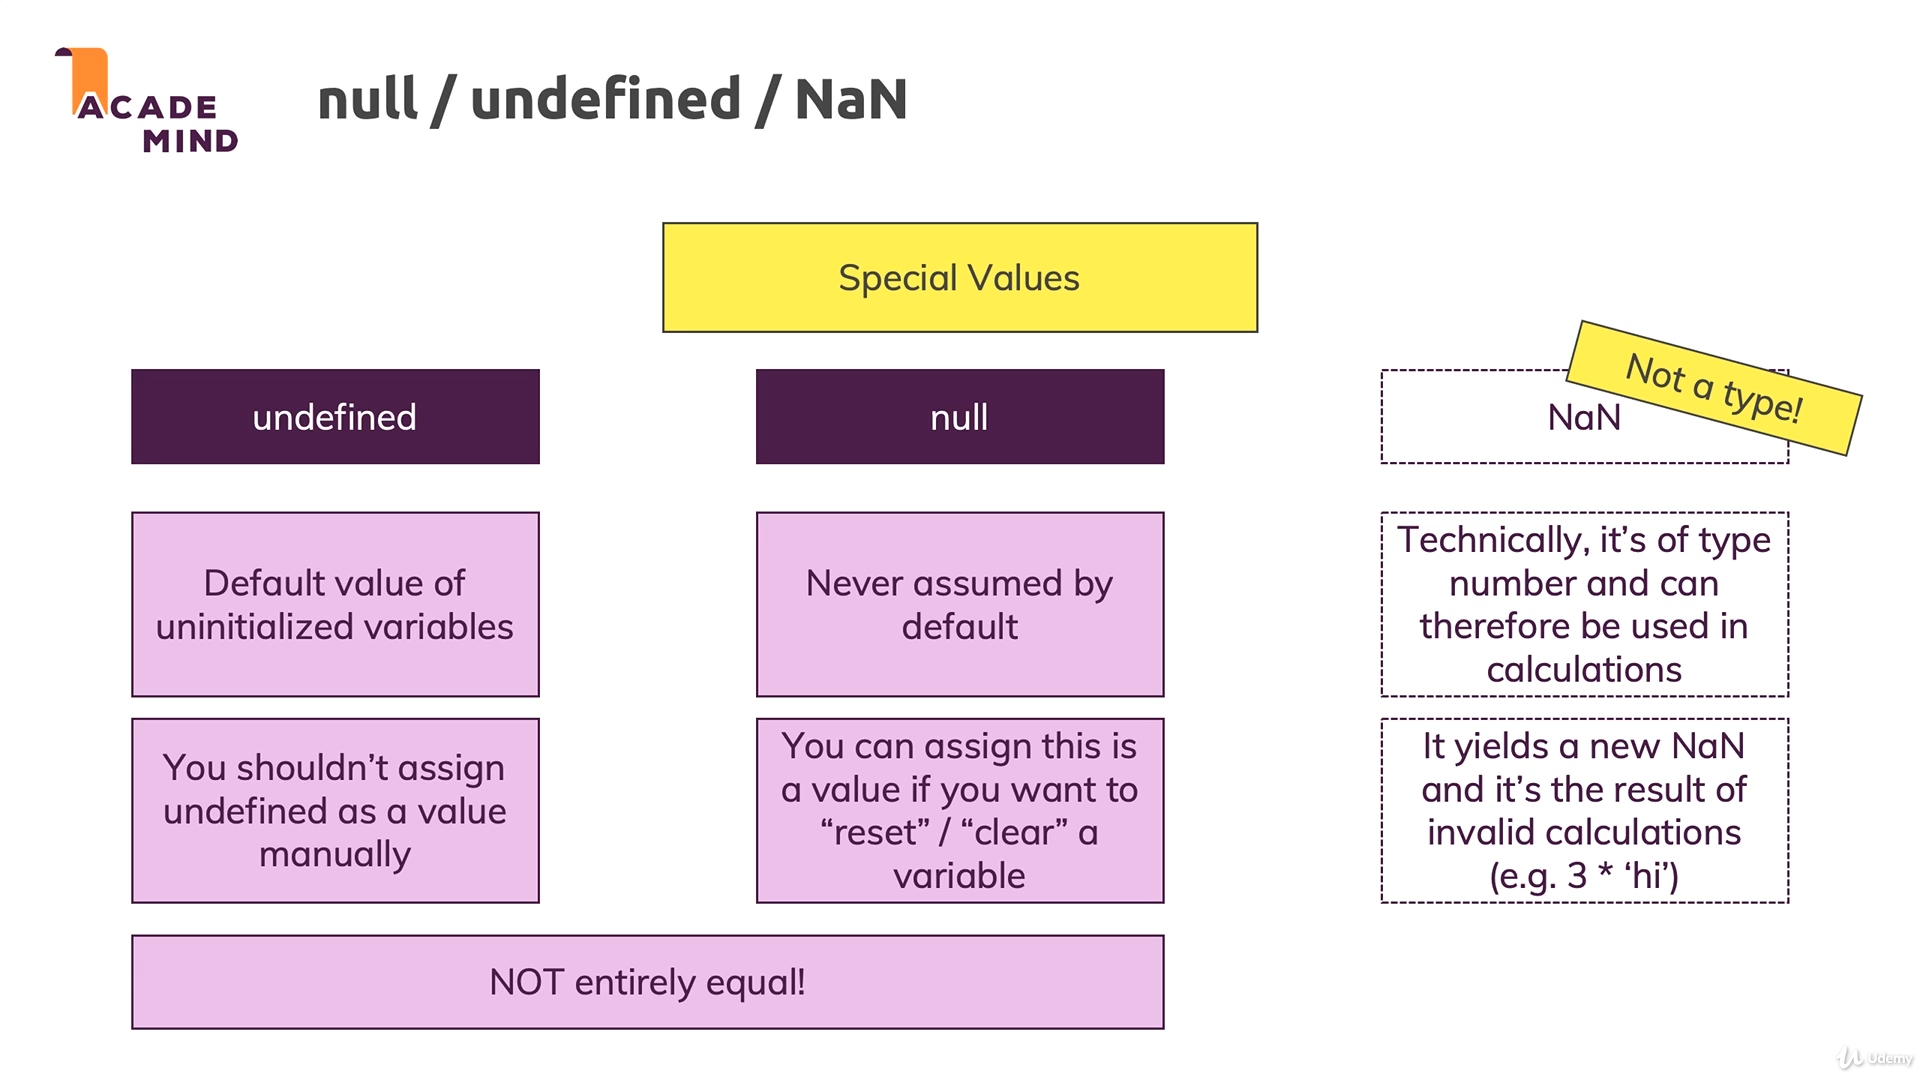 ACADE
MIND
null / undefined / NaN
Special Values
undefined
null
NaN
Not a type!
Default value of
uninitialized variables
Never assumed by
default
Technically, it’s of type
number and can
therefore be used in
calculations
You shouldn’t assign
undefined as a value
manually
You can assign this is
a value if you want to
“reset” / “clear” a
variable
It yields a new NaN
and it’s the result of
invalid calculations
(e.g. 3 * ‘hi’)
NOT entirely equal!
Udemy